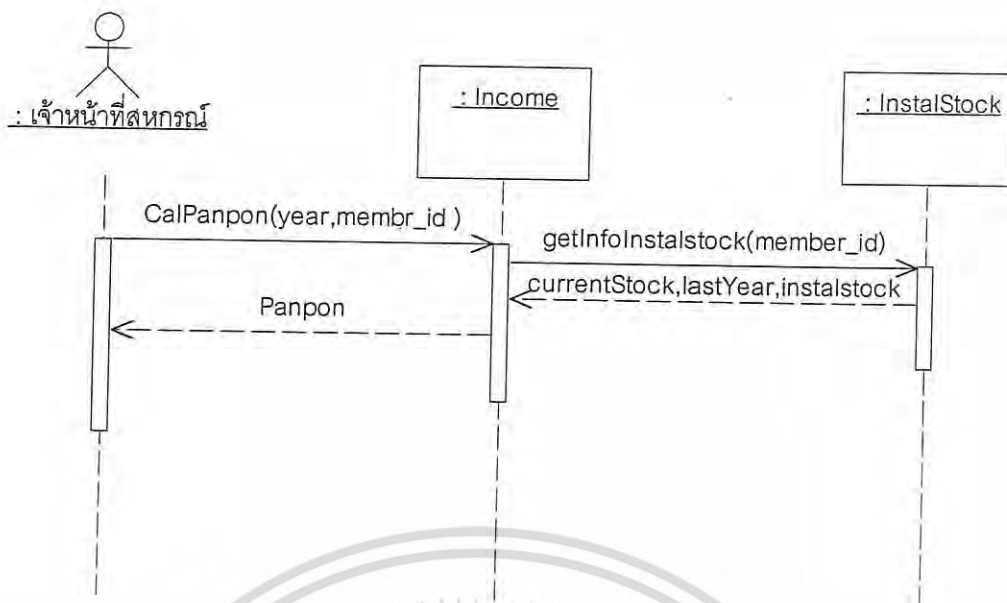 : เจ้าหน้าที่สหกรณ์
: Income
: InstalStock
CalPanpon(year,membr_id )
getInfoInstalstock(member_id)
currentStock,lastYear,instalstock
Panpon